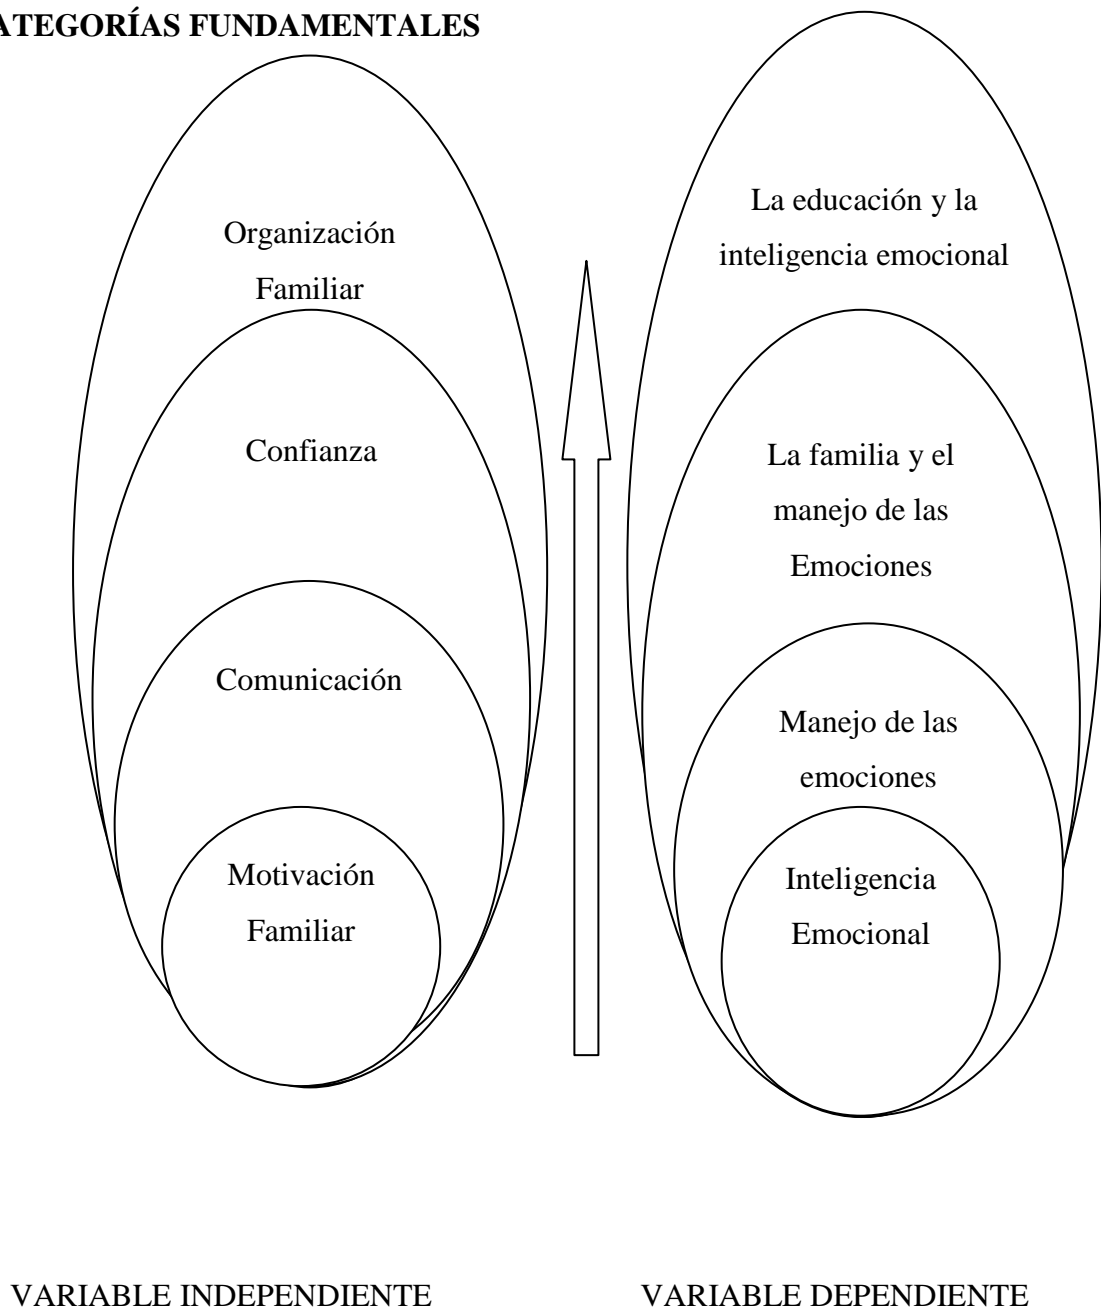 ATEGORÍAS FUNDAMENTALES
Organización
Familiar
Confianza
Comunicación
Motivación
Familiar
La educación y la
inteligencia emocional
La familia y el
manejo de las
Emociones
Manejo de las
emociones
Inteligencia
Emocional
VARIABLE INDEPENDIENTE
VARIABLE DEPENDIENTE